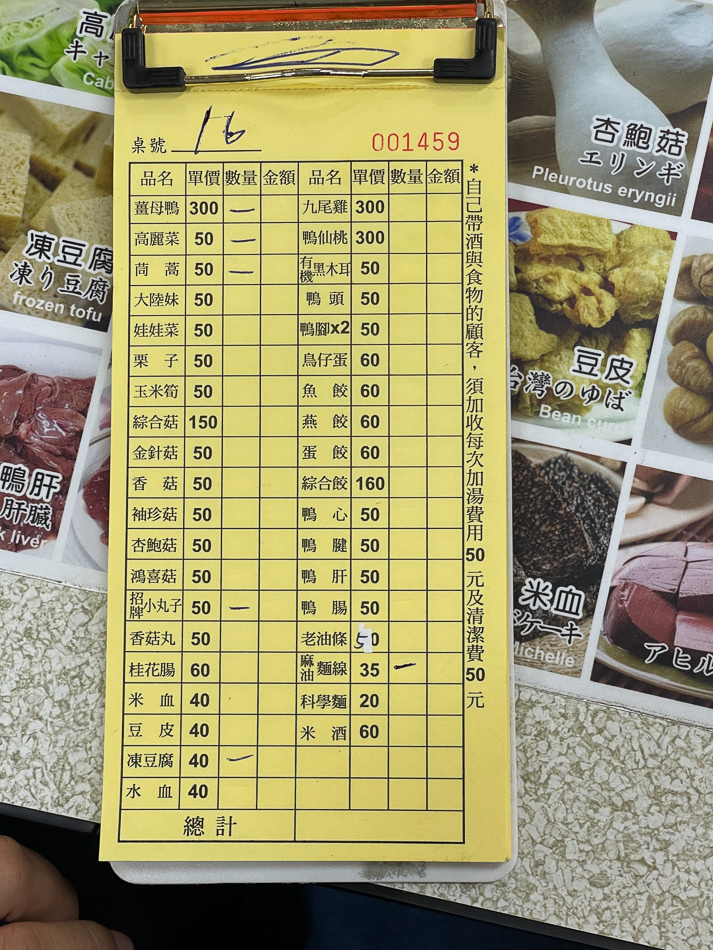 桌號 16
001459
品名 單價 數量 金額 品名 單價 數量 金額
薑母鴨 300 一 九尾雞 300
高麗菜 50 一 鴨仙桃 300
茼蒿 50 一 有機黑木耳 50
大陸妹 50 鴨頭 50
娃娃菜 50 鴨腳x2 50
栗子 50 鳥仔蛋 60
玉米筍 50 魚餃 60
綜合菇 150 燕餃 60
金針菇 50 蛋餃 60
香菇 50 綜合餃 160
袖珍菇 50 鴨心 50
杏鮑菇 50 鴨腱 50
鴻喜菇 50 鴨肝 50
招牌小丸子 50 一 鴨腸 50
香菇丸 50 老油條 50
桂花腸 60 麻油麵線 35 一
米血 40 科學麵 20
豆皮 40 米酒 60
凍豆腐 40 一
水血 40
總計
*自己帶酒與食物的顧客,須加收每次加湯費用50元及清潔費50元
高
キャ
Cab
凍豆腐
凍り豆腐
frozen tofu
鴨肝
肝臓
k liver
杏鮑菇
エリンギ
Pleurotus eryngii
豆皮
台灣のゆば
Bean cur
米血
ケーキ
Michelle
アヒル